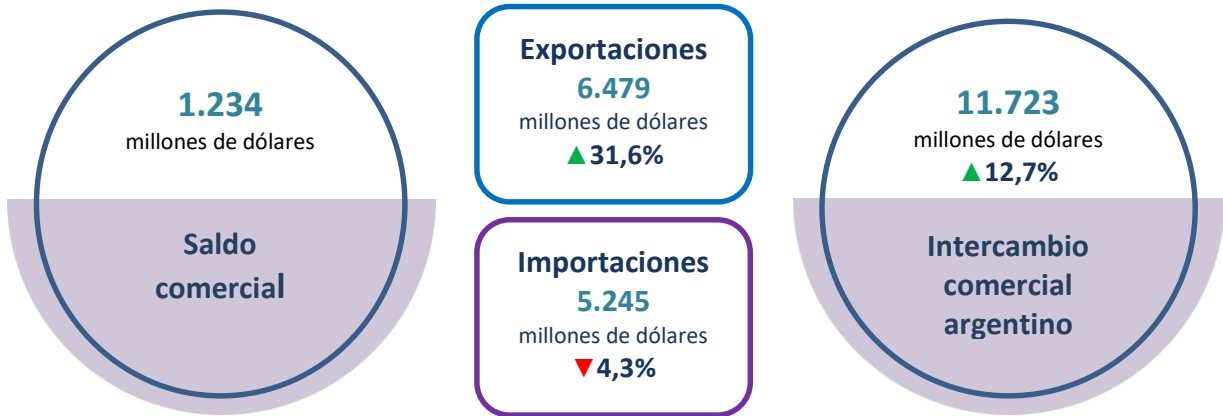 1.234
millones de dólares
Saldo
comercial
Exportaciones
6.479
millones de dólares
▲31,6%
Importaciones
5.245
millones de dólares
▼4,3%
11.723
millones de dólares
▲12,7%
Intercambio
comercial
argentino